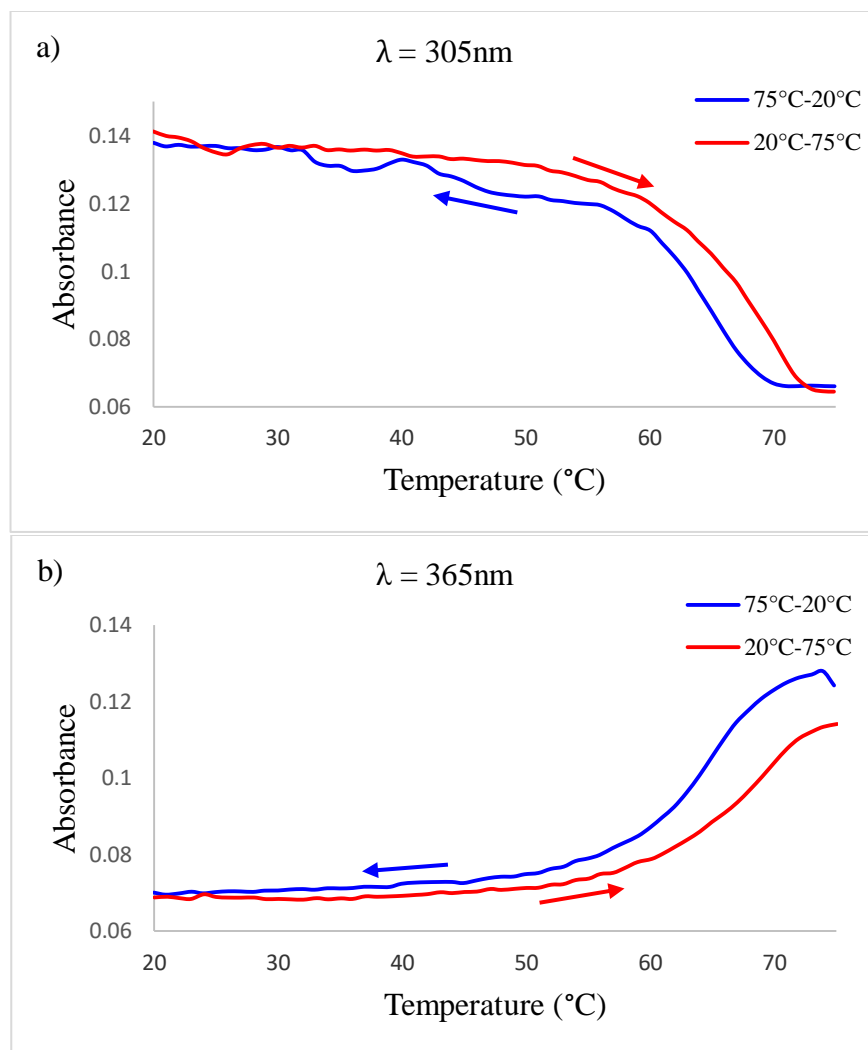 a)
λ = 305nm
75°C-20°C
20°C-75°C
0.14
0.12
0.1
0.08
0.06
Absorbance
20 30 40 50 60 70
Temperature (°C)
b)
λ = 365nm
75°C-20°C
20°C-75°C
0.14
0.12
0.1
0.08
0.06
Absorbance
20 30 40 50 60 70
Temperature (°C)